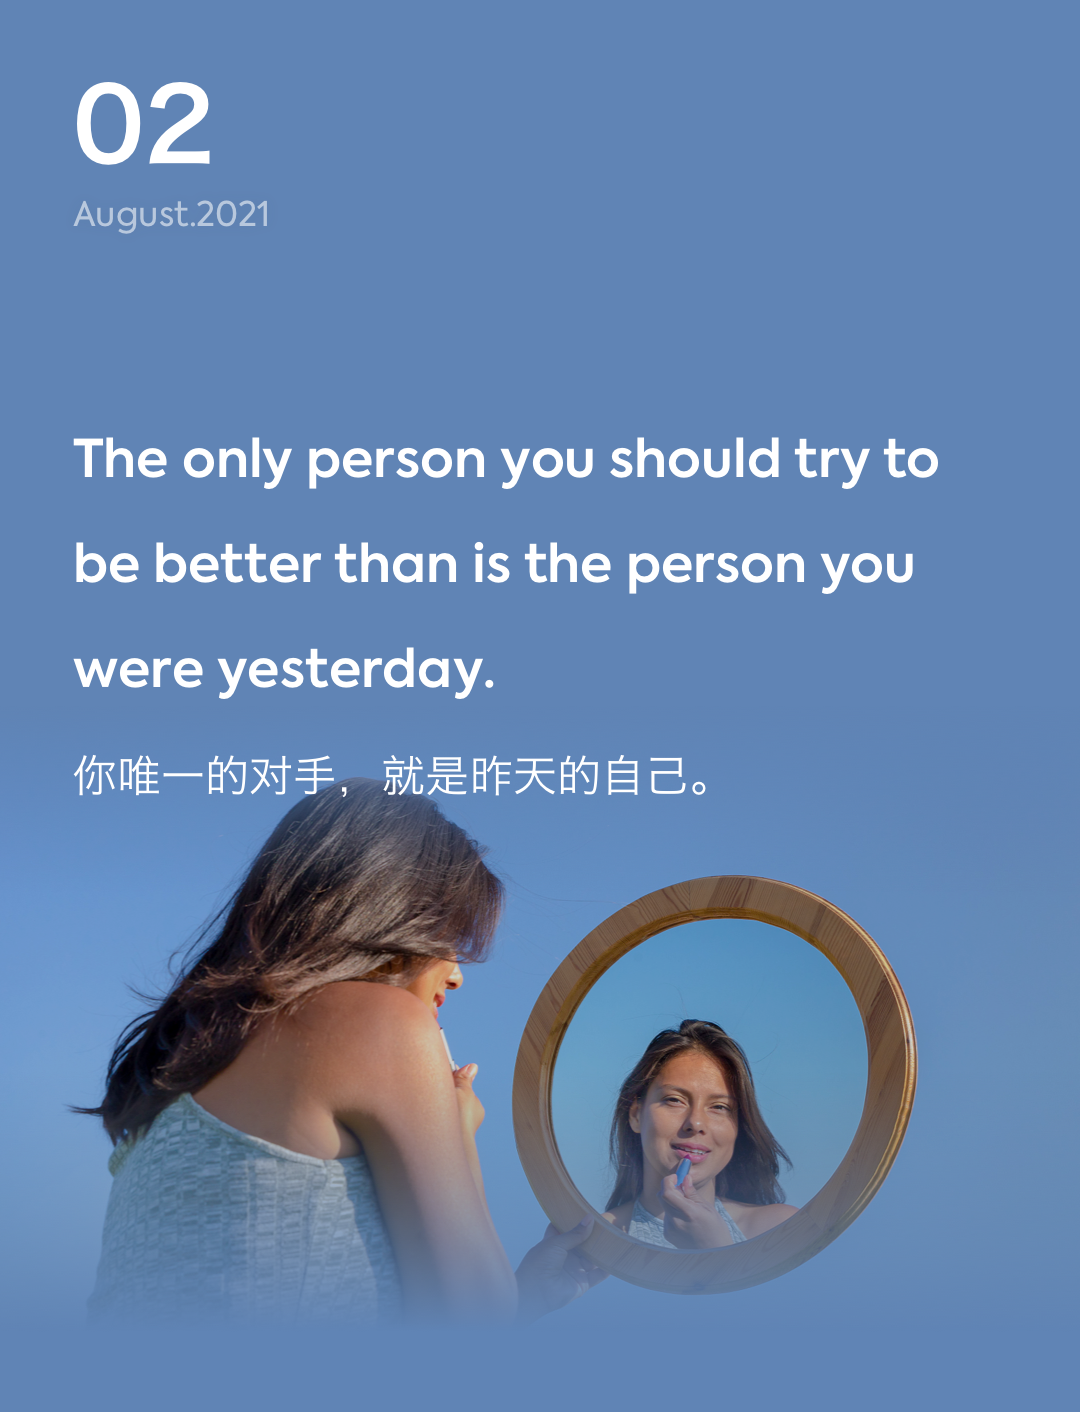 02
August.2021
The only person you should try to
be better than is the person you
were yesterday.
你唯一的对手，就是昨天的自己。